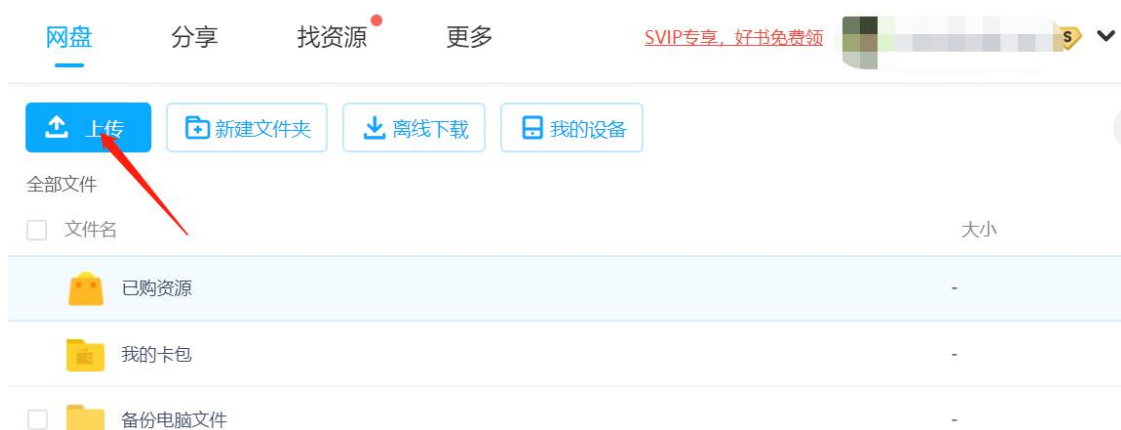 网盘 分享 找资源 更多 SVIP专享，好书免费领 S
上传 新建文件夹 离线下载 我的设备
全部文件
文件名 大小
已购资源 -
我的卡包 -
备份电脑文件 -